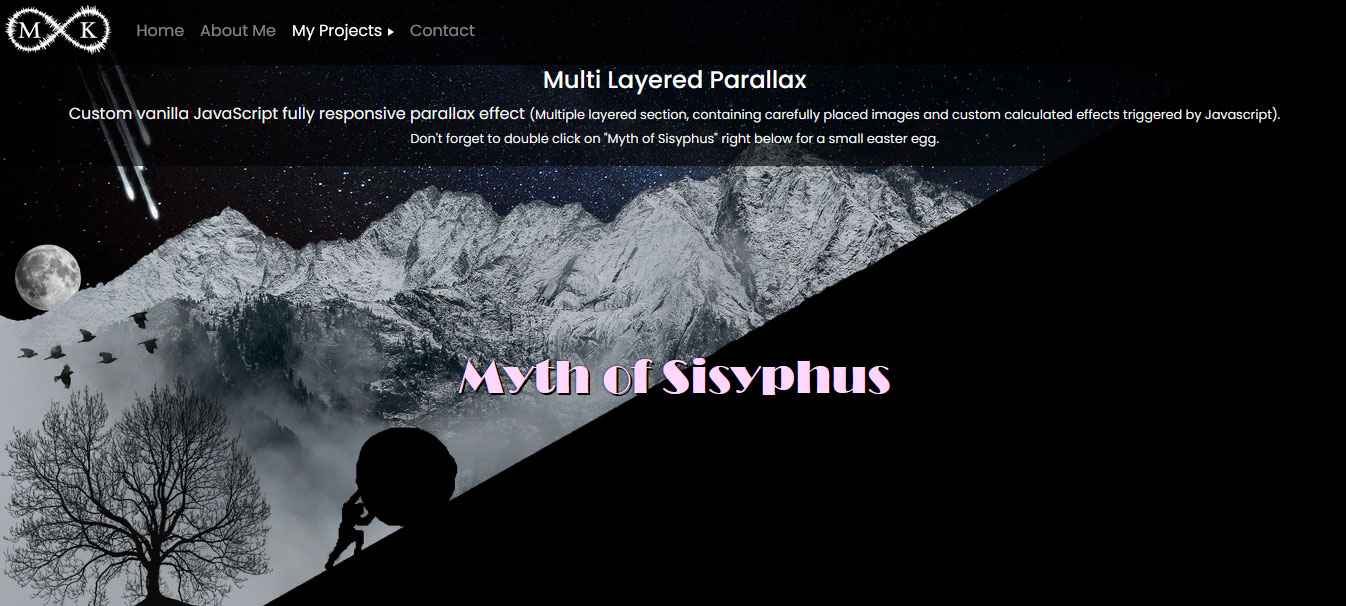 M K
Home About Me My Projects Contact
Multi Layered Parallax
Custom vanilla JavaScript fully responsive parallax effect (Multiple layered section, containing carefully placed images and custom calculated effects triggered by Javascript).
Don't forget to double click on "Myth of Sisyphus" right below for a small easter egg.
Myth of Sisyphus